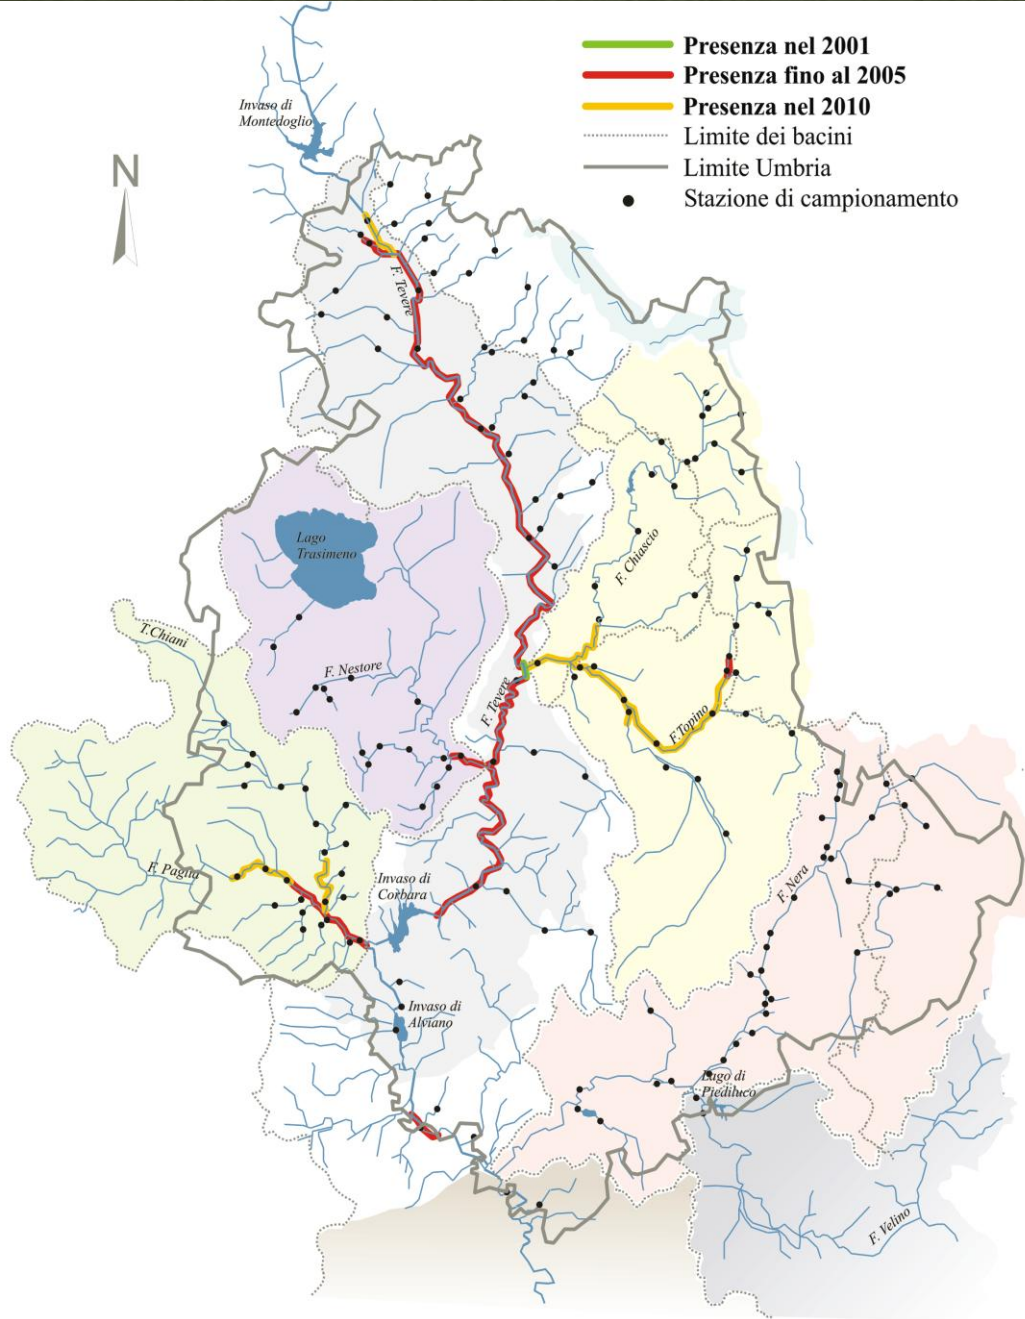 Presenza nel 2001
Presenza fino al 2005
Presenza nel 2010
Limite dei bacini
Limite Umbria
Stazione di campionamento
Invaso di
Montedoglio
N
F. Tevere
Lago
Trasimeno
F. Chiascio
T.Chiani
F. Nestore
F. Tevere
F.Topino
F. Paglia
Invaso di
Corbara
F. Nera
Invaso di
Alviano
Lago di
Piediluco
F. Velino